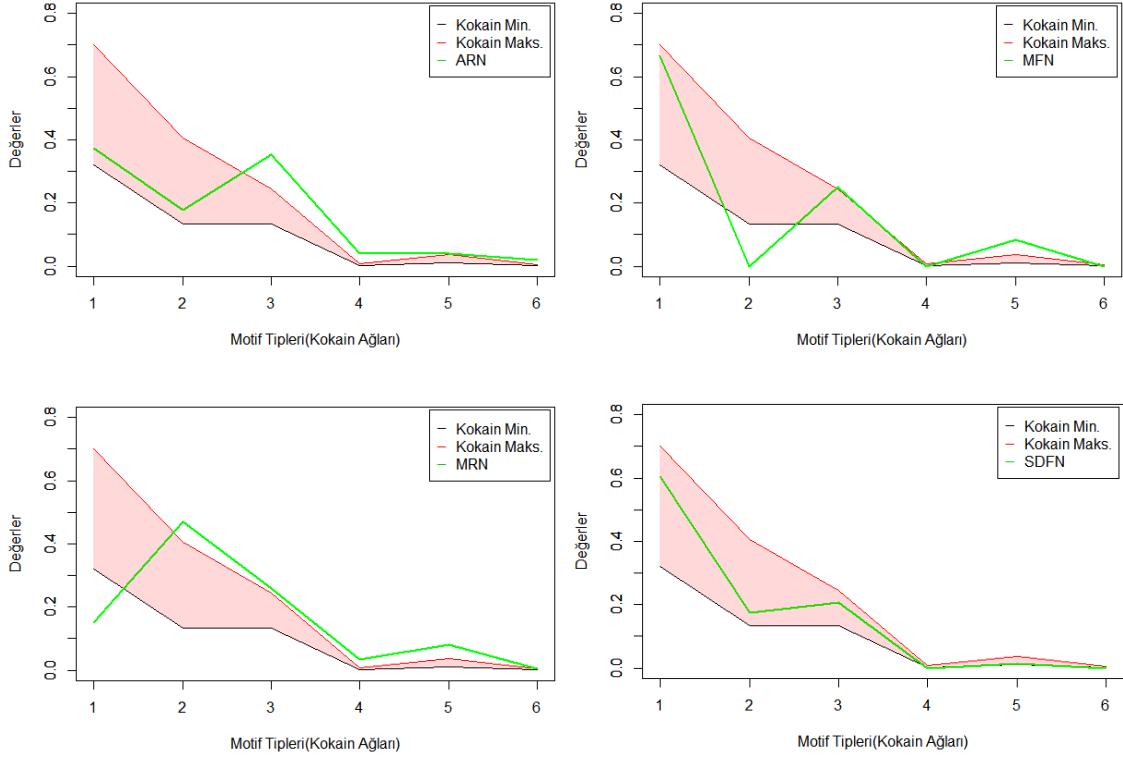 0.8
0.6
0.4
0.2
0.0
Değerler
Kokain Min.
Kokain Maks.
ARN
1 2 3 4 5 6
Motif Tipleri(Kokain Ağları)
0.8
0.6
0.4
0.2
0.0
Değerler
Kokain Min.
Kokain Maks.
MFN
1 2 3 4 5 6
Motif Tipleri(Kokain Ağları)
0.8
0.6
0.4
0.2
0.0
Değerler
Kokain Min.
Kokain Maks.
MRN
1 2 3 4 5 6
Motif Tipleri(Kokain Ağları)
0.8
0.6
0.4
0.2
0.0
Değerler
Kokain Min.
Kokain Maks.
SDFN
1 2 3 4 5 6
Motif Tipleri(Kokain Ağları)